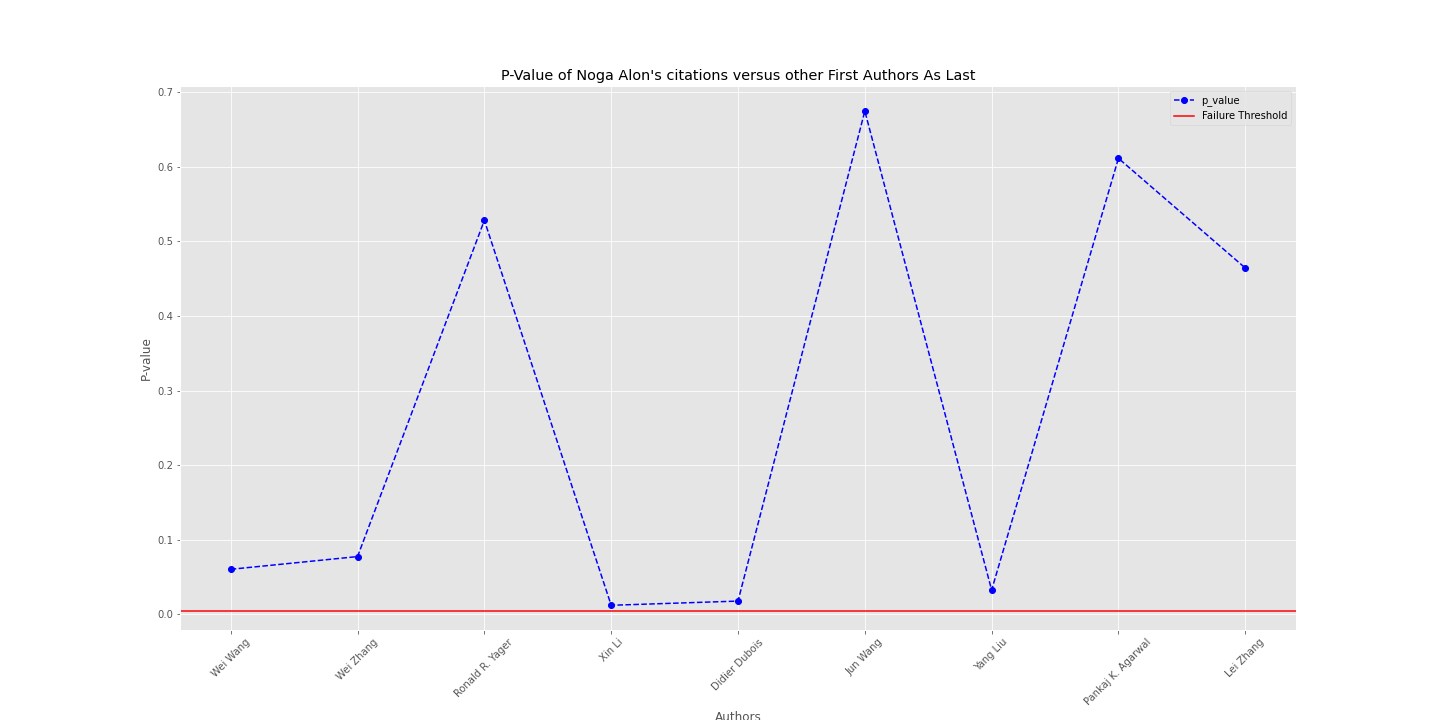 P-Value of Noga Alon's citations versus other First Authors As Last
p_value
Failure Threshold
0.7
0.6
0.5
0.4
0.3
0.2
0.1
0.0
P-value
Wei Wang
Wei Zhang
Ronald R. Yager
Xin Li
Didier Dubois
Jun Wang
Yang Liu
Pankaj K. Agarwal
Lei Zhang
Authors